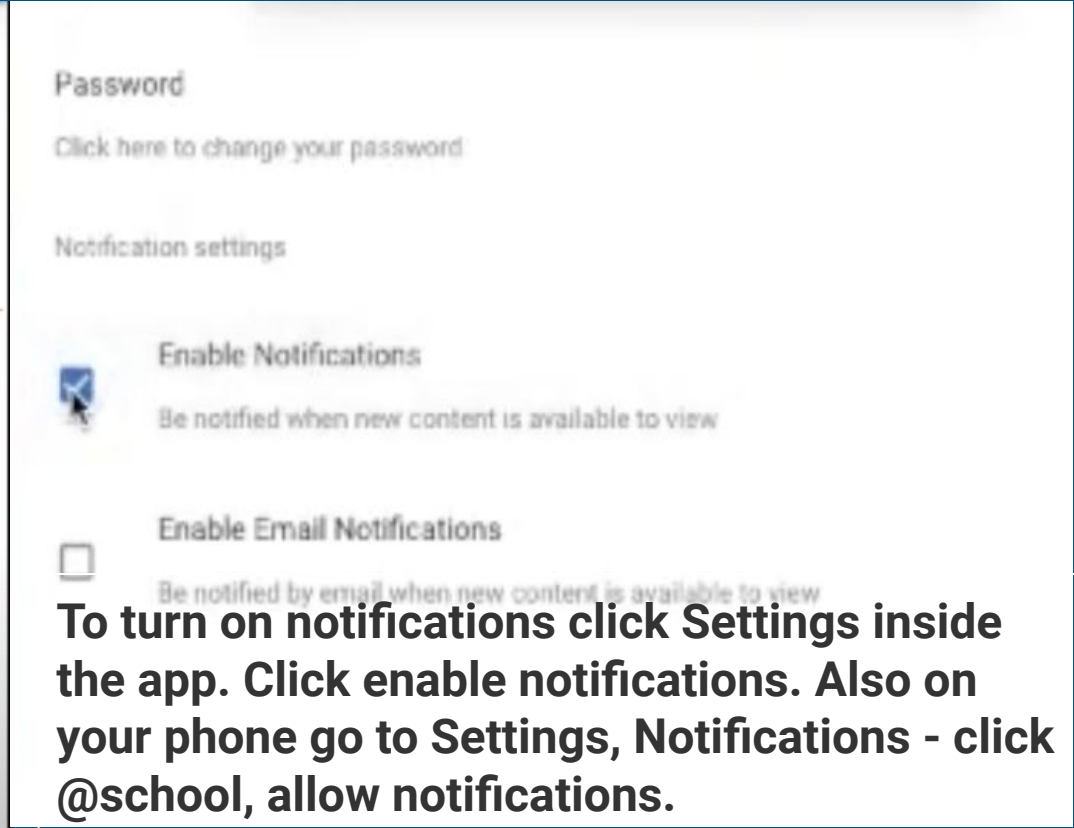 Password
Click here to change your password
Notification settings
Enable Notifications
Be notified when new content is available to view
Enable Email Notifications
Be notified by email when new content is available to view
To turn on notifications click Settings inside
the app. Click enable notifications. Also on
your phone go to Settings, Notifications - click
@school, allow notifications.